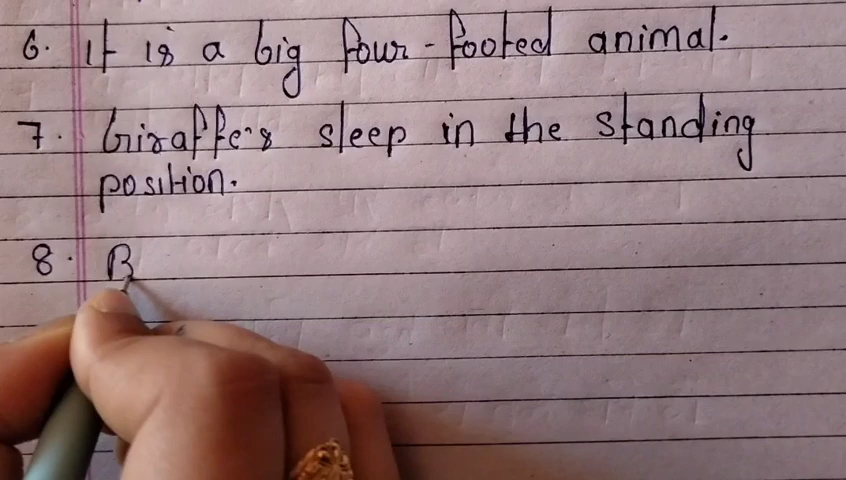 6. It is a big four-footed animal.
7. Giraffe's sleep in the standing
position.
8. B